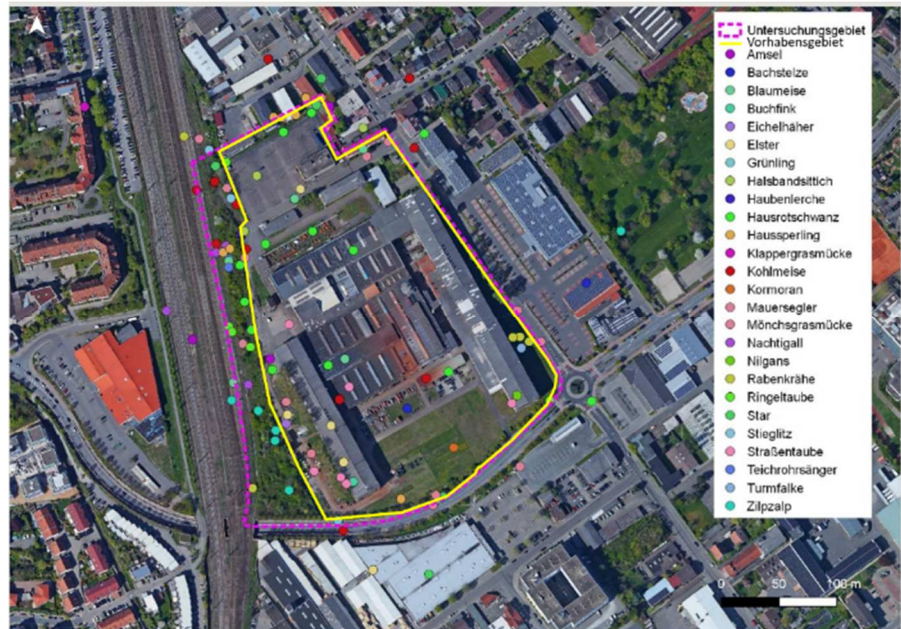 Untersuchungsgebiet
Vorhabensgebiet
Amsel
Bachstelze
Blaumeise
Buchfink
Eichelhäher
Elster
Grünling
Halsbandsittich
Haubenlerche
Hausrotschwanz
Haussperling
Klappergrasmücke
Kohlmeise
Kormoran
Mauersegler
Mönchsgrasmücke
Nachtigall
Nilgans
Rabenkrähe
Ringeltaube
Star
Stieglitz
Straßentaube
Teichrohrsänger
Turmfalke
Zilpzalp
0 50 100 m